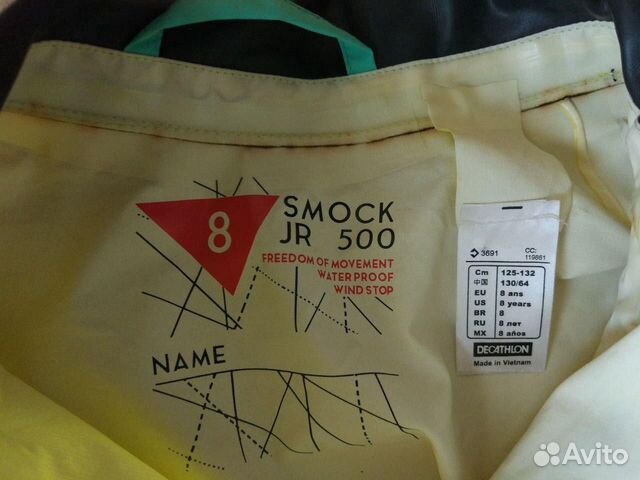 8
SMOCK
JR 500
FREEDOM OF MOVEMENT
WATER PROOF
WIND STOP
NAME
3691 CC: 119861
Cm 125-132
中国 130/64
EU 8 ans
US 8 years
BR 8
RU 8 лет
MX 8 años
DECATHLON
Made in Vietnam
Avito